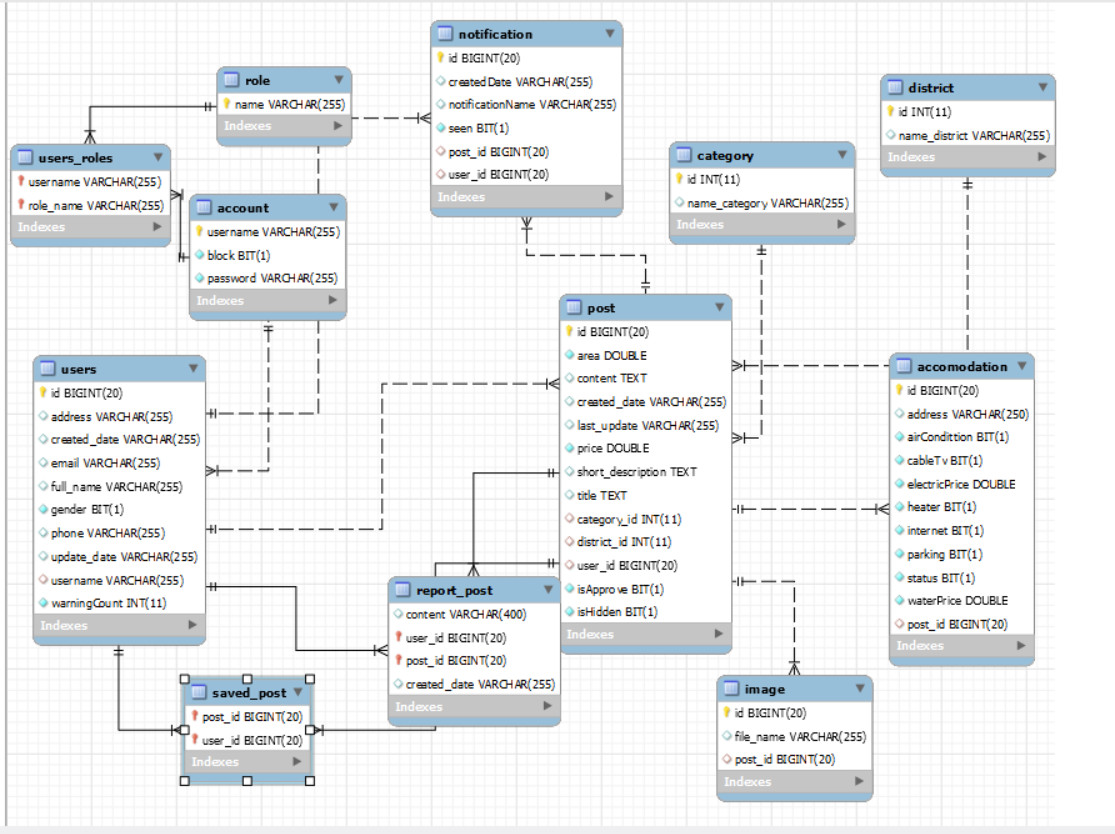 notification
id BIGINT(20)
createdDate VARCHAR(255)
notificationName VARCHAR(255)
seen BIT(1)
post_id BIGINT(20)
user_id BIGINT(20)
Indexes
role
name VARCHAR(255)
Indexes
district
id INT(11)
name_district VARCHAR(255)
Indexes
users_roles
username VARCHAR(255)
role_name VARCHAR(255)
Indexes
category
id INT(11)
name_category VARCHAR(255)
Indexes
account
username VARCHAR(255)
block BIT(1)
password VARCHAR(255)
Indexes
post
id BIGINT(20)
area DOUBLE
content TEXT
created_date VARCHAR(255)
last_update VARCHAR(255)
price DOUBLE
short_description TEXT
title TEXT
category_id INT(11)
district_id INT(11)
user_id BIGINT(20)
isApprove BIT(1)
isHidden BIT(1)
Indexes
users
id BIGINT(20)
address VARCHAR(255)
created_date VARCHAR(255)
email VARCHAR(255)
full_name VARCHAR(255)
gender BIT(1)
phone VARCHAR(255)
update_date VARCHAR(255)
username VARCHAR(255)
warningCount INT(11)
Indexes
accomodation
id BIGINT(20)
address VARCHAR(250)
airCondittion BIT(1)
cableTv BIT(1)
electricPrice DOUBLE
heater BIT(1)
internet BIT(1)
parking BIT(1)
status BIT(1)
waterPrice DOUBLE
post_id BIGINT(20)
Indexes
report_post
content VARCHAR(400)
user_id BIGINT(20)
post_id BIGINT(20)
created_date VARCHAR(255)
Indexes
saved_post
post_id BIGINT(20)
user_id BIGINT(20)
Indexes
image
id BIGINT(20)
file_name VARCHAR(255)
post_id BIGINT(20)
Indexes